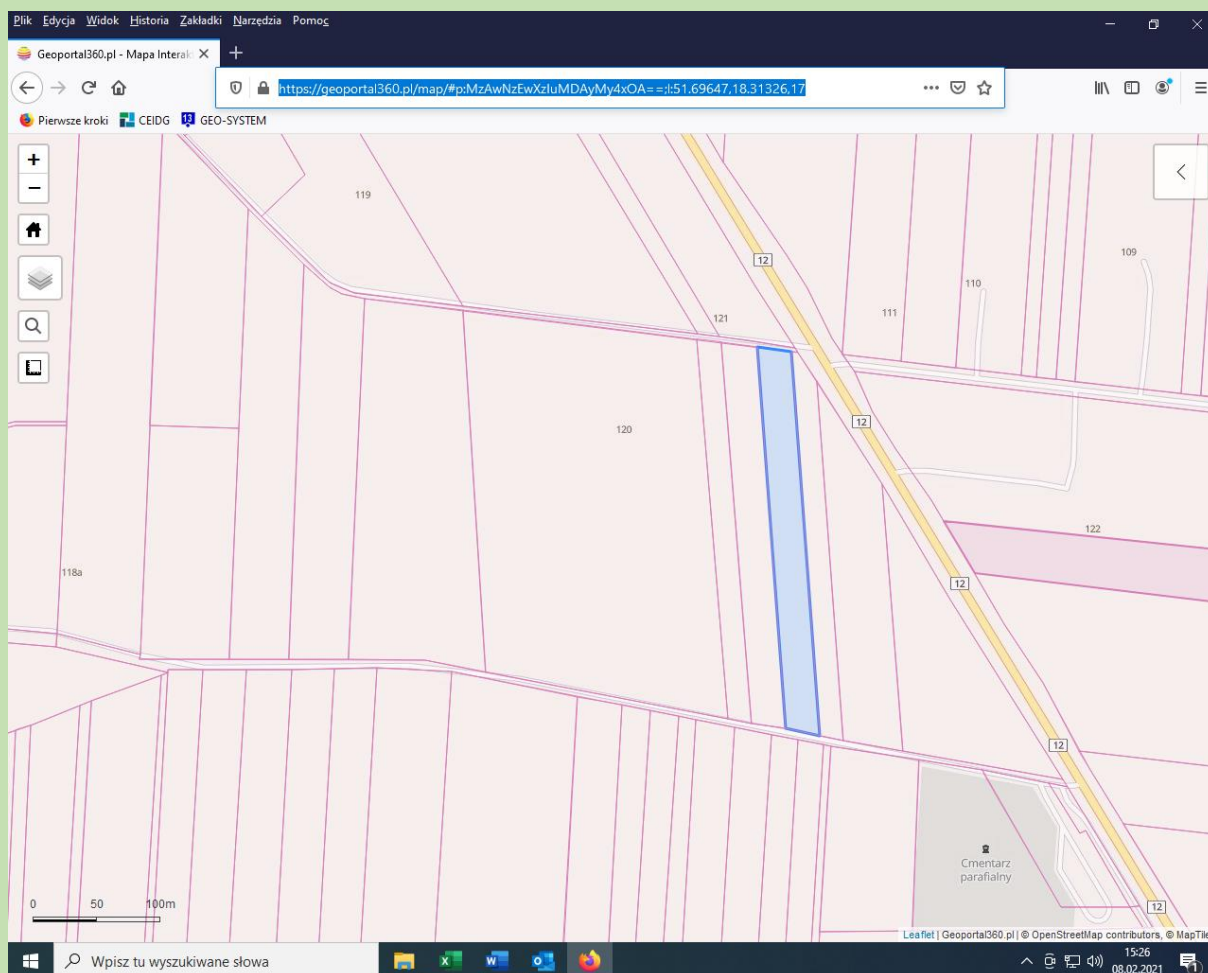 Plik Edycja Widok Historia Zakładki Narzędzia Pomoc
Geoportal360.pl - Mapa Interak
https://geoportal360.pl/map/#p:MzAwNzEwXzIuMDAyMy4xOA==;l:51.69647,18.31326,17
Pierwsze kroki CEIDG 13 GEO-SYSTEM
+
−
119
109
12
110
111
121
120
12
122
12
118a
12
Cmentarz
parafialny
0 50 100m
12
Leaflet | Geoportal360.pl | © OpenStreetMap contributors, © MapTile
Wpisz tu wyszukiwane słowa
15:26
08.02.2021
1